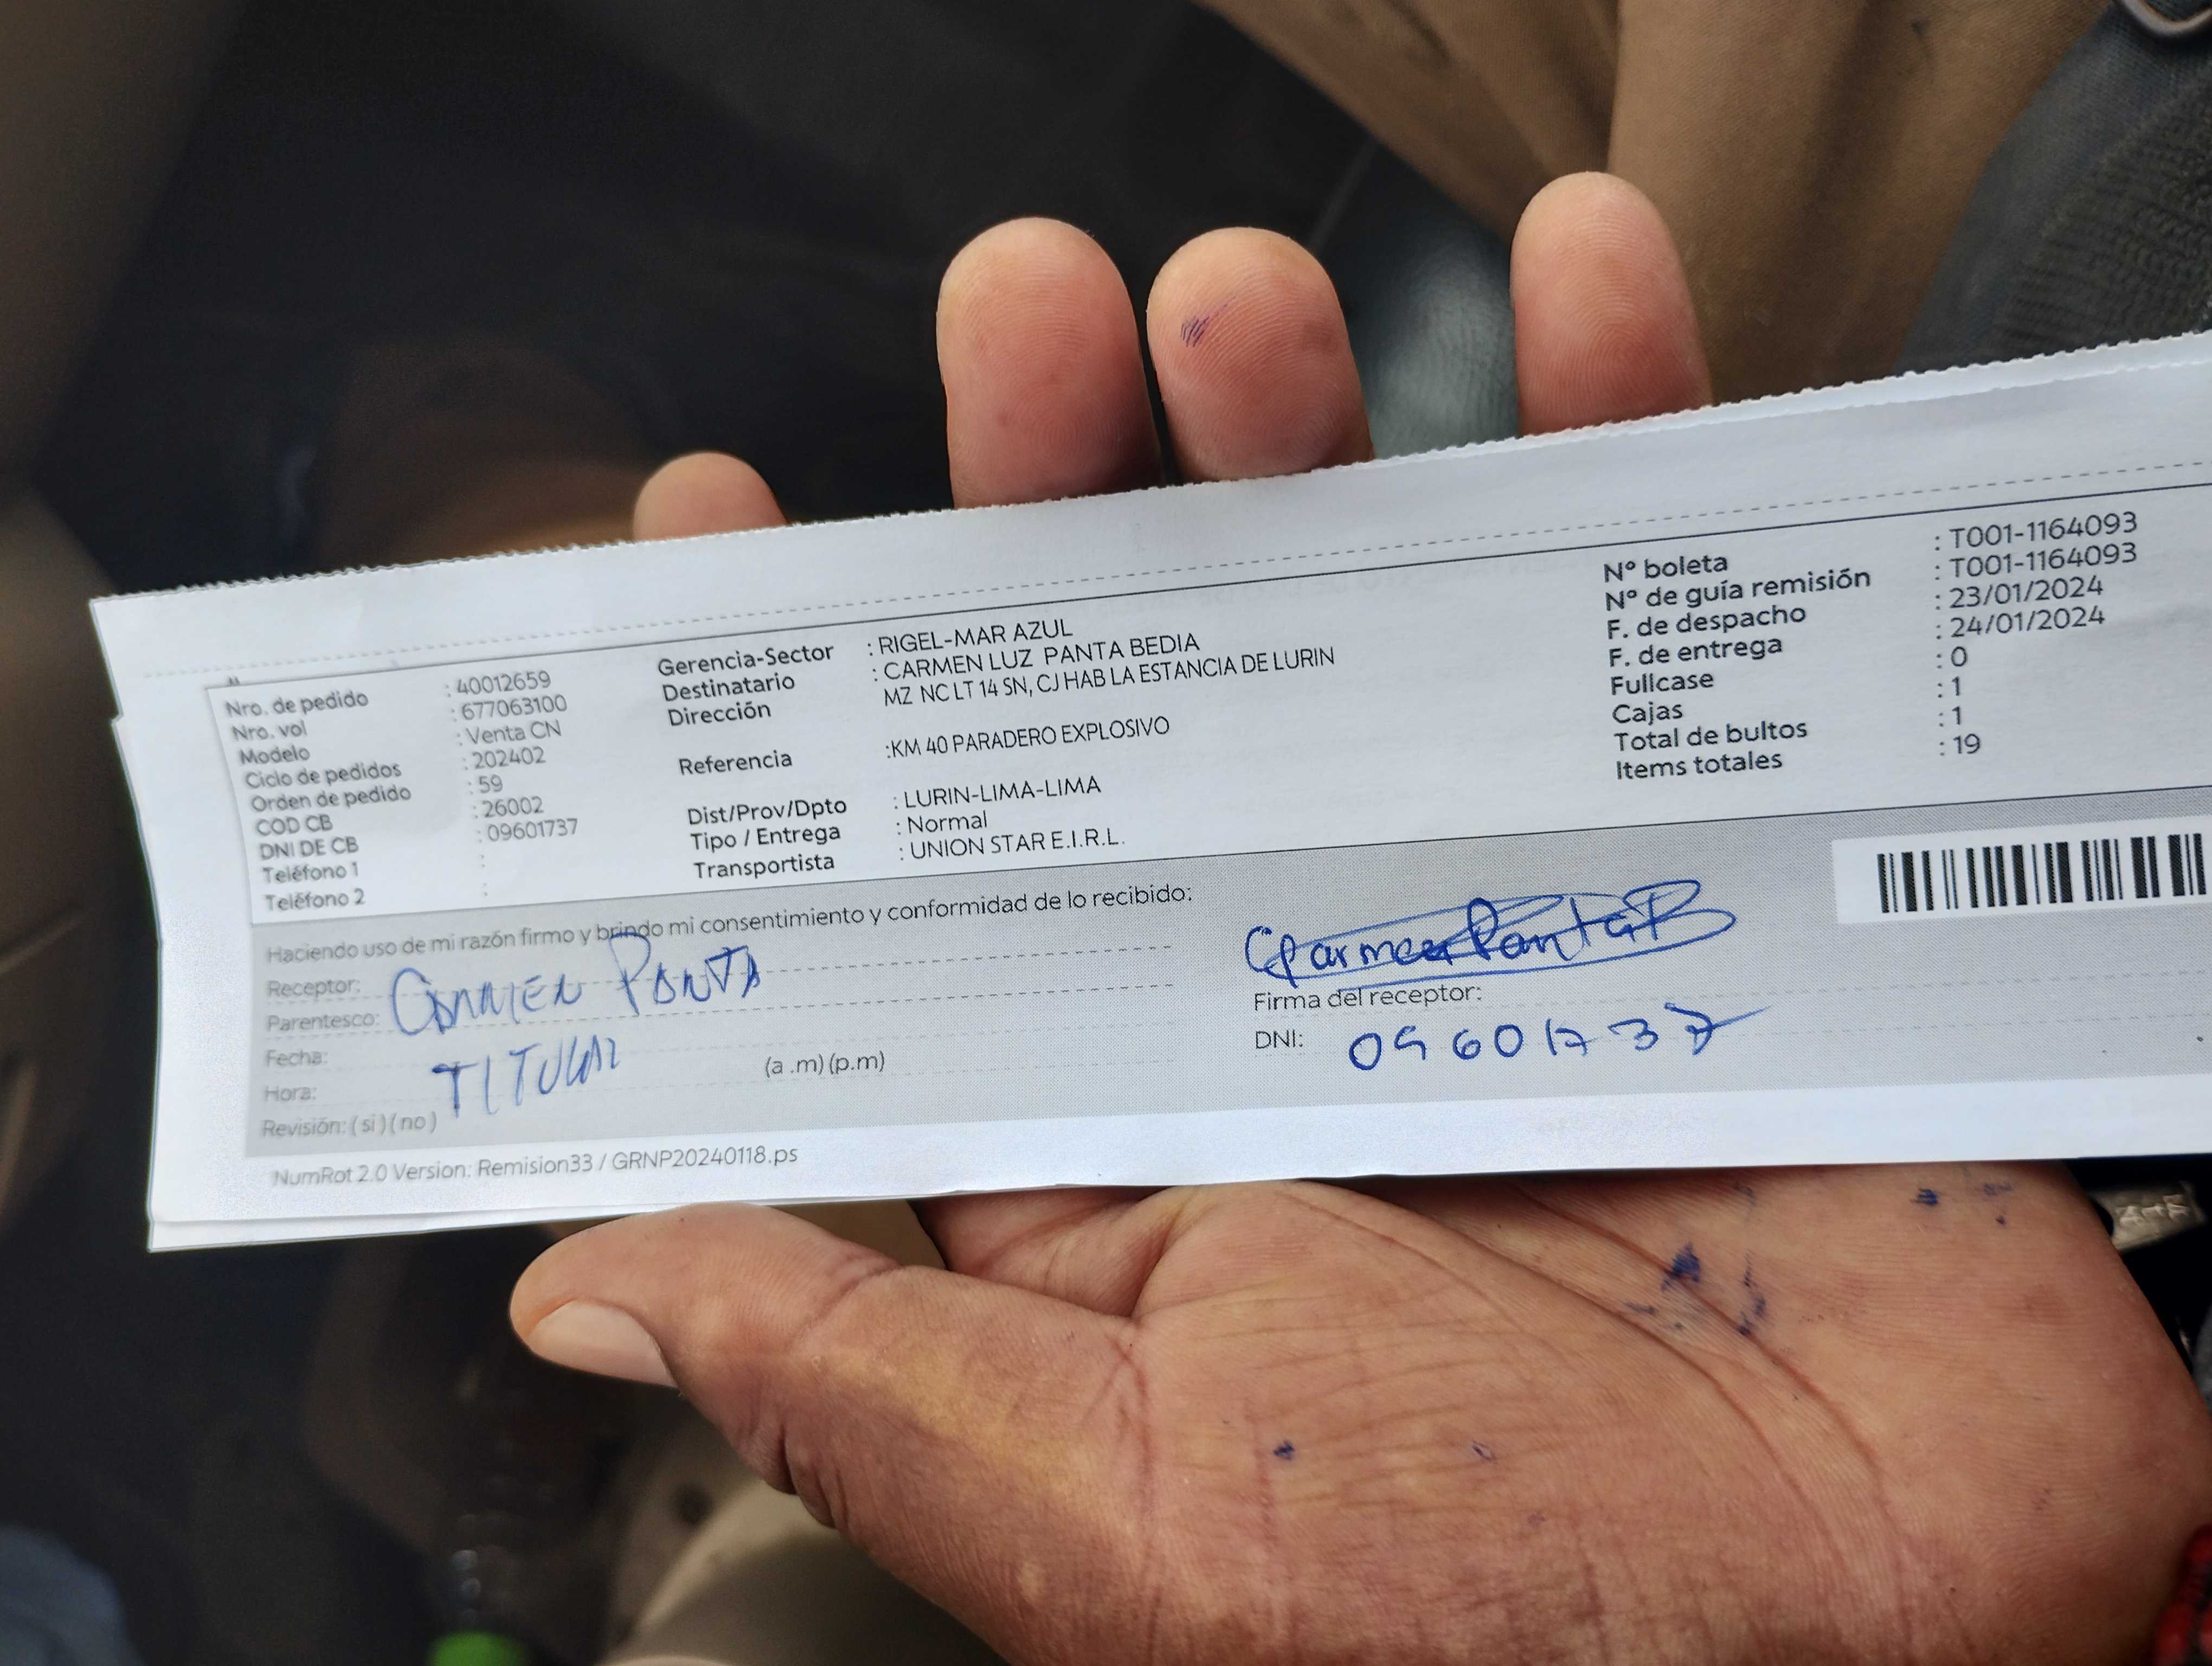 Nro. de pedido : 40012659
Nro. vol : 677063100
Modelo : Venta CN
Ciclo de pedidos : 202402
Orden de pedido : 59
COD CB : 26002
DNI DE CB : 09601737
Teléfono 1 :
Teléfono 2 :
Gerencia-Sector : RIGEL-MAR AZUL
Destinatario : CARMEN LUZ PANTA BEDIA
Dirección MZ NC LT 14 SN, CJ HAB LA ESTANCIA DE LURIN
Referencia :KM 40 PARADERO EXPLOSIVO
Dist/Prov/Dpto : LURIN-LIMA-LIMA
Tipo / Entrega : Normal
Transportista : UNION STAR E.I.R.L.
Nº boleta : T001-1164093
Nº de guía remisión : T001-1164093
F. de despacho : 23/01/2024
F. de entrega : 24/01/2024
Fullcase : 0
Cajas : 1
Total de bultos : 1
Items totales : 19
Haciendo uso de mi razón firmo y brindo mi consentimiento y conformidad de lo recibido:
Receptor: CARMEN PANTA
Parentesco:
Fecha: TITULAR
Hora: (a .m) (p.m)
Revisión: ( si ) ( no )
Carmen Panta B
Firma del receptor:
DNI: 09601737
NumRot 2.0 Version: Remision33 / GRNP20240118.ps